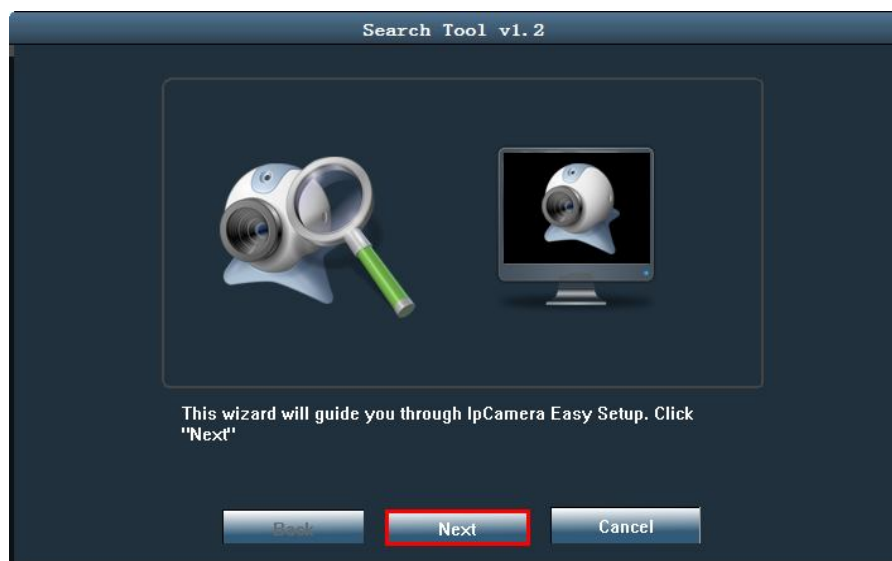 Search Tool v1.2
This wizard will guide you through IpCamera Easy Setup. Click
"Next"
Back Next Cancel